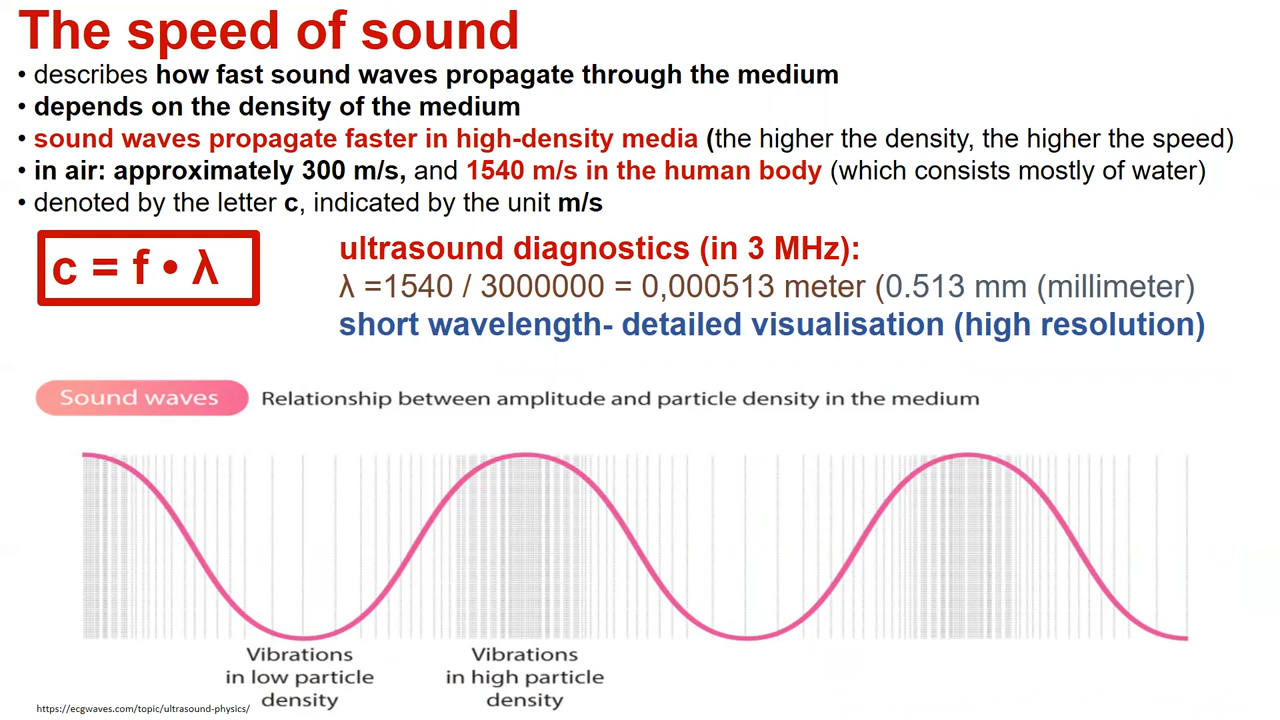 The speed of sound
• describes how fast sound waves propagate through the medium
• depends on the density of the medium
• sound waves propagate faster in high-density media (the higher the density, the higher the speed)
• in air: approximately 300 m/s, and 1540 m/s in the human body (which consists mostly of water)
• denoted by the letter c, indicated by the unit m/s
c = f • λ
ultrasound diagnostics (in 3 MHz):
λ =1540 / 3000000 = 0,000513 meter (0.513 mm (millimeter)
short wavelength- detailed visualisation (high resolution)
Sound waves
Relationship between amplitude and particle density in the medium
Vibrations
in low particle
density
Vibrations
in high particle
density
https://ecgwaves.com/topic/ultrasound-physics/